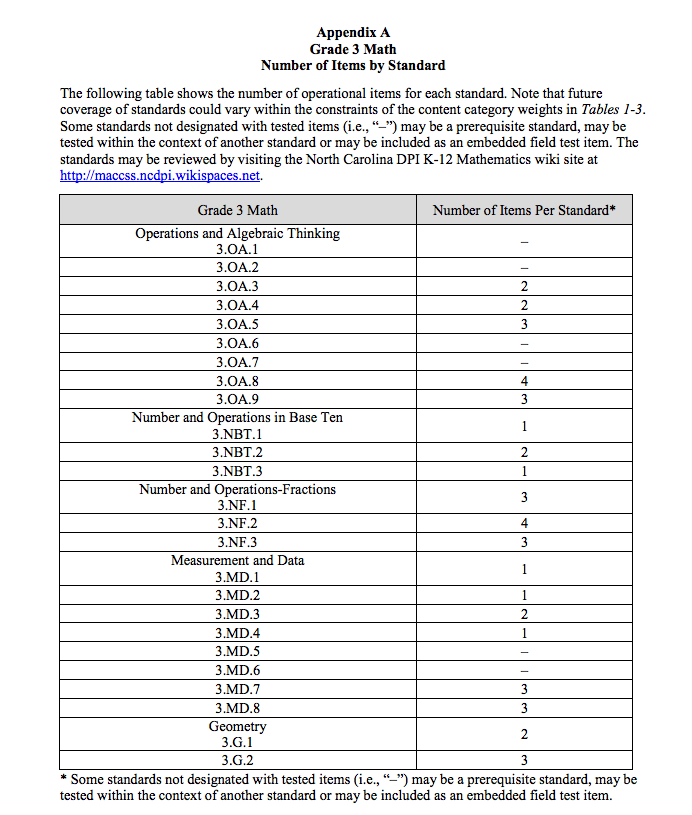 Appendix A
Grade 3 Math
Number of Items by Standard
The following table shows the number of operational items for each standard. Note that future
coverage of standards could vary within the constraints of the content category weights in Tables 1-3.
Some standards not designated with tested items (i.e., “–”) may be a prerequisite standard, may be
tested within the context of another standard or may be included as an embedded field test item. The
standards may be reviewed by visiting the North Carolina DPI K-12 Mathematics wiki site at
http://maccss.ncdpi.wikispaces.net.
Grade 3 Math Number of Items Per Standard*
Operations and Algebraic Thinking
3.OA.1 –
3.OA.2 –
3.OA.3 2
3.OA.4 2
3.OA.5 3
3.OA.6 –
3.OA.7 –
3.OA.8 4
3.OA.9 3
Number and Operations in Base Ten
3.NBT.1 1
3.NBT.2 2
3.NBT.3 1
Number and Operations-Fractions
3.NF.1 3
3.NF.2 4
3.NF.3 3
Measurement and Data
3.MD.1 1
3.MD.2 1
3.MD.3 2
3.MD.4 1
3.MD.5 –
3.MD.6 –
3.MD.7 3
3.MD.8 3
Geometry
3.G.1 2
3.G.2 3
* Some standards not designated with tested items (i.e., “–”) may be a prerequisite standard, may be
tested within the context of another standard or may be included as an embedded field test item.